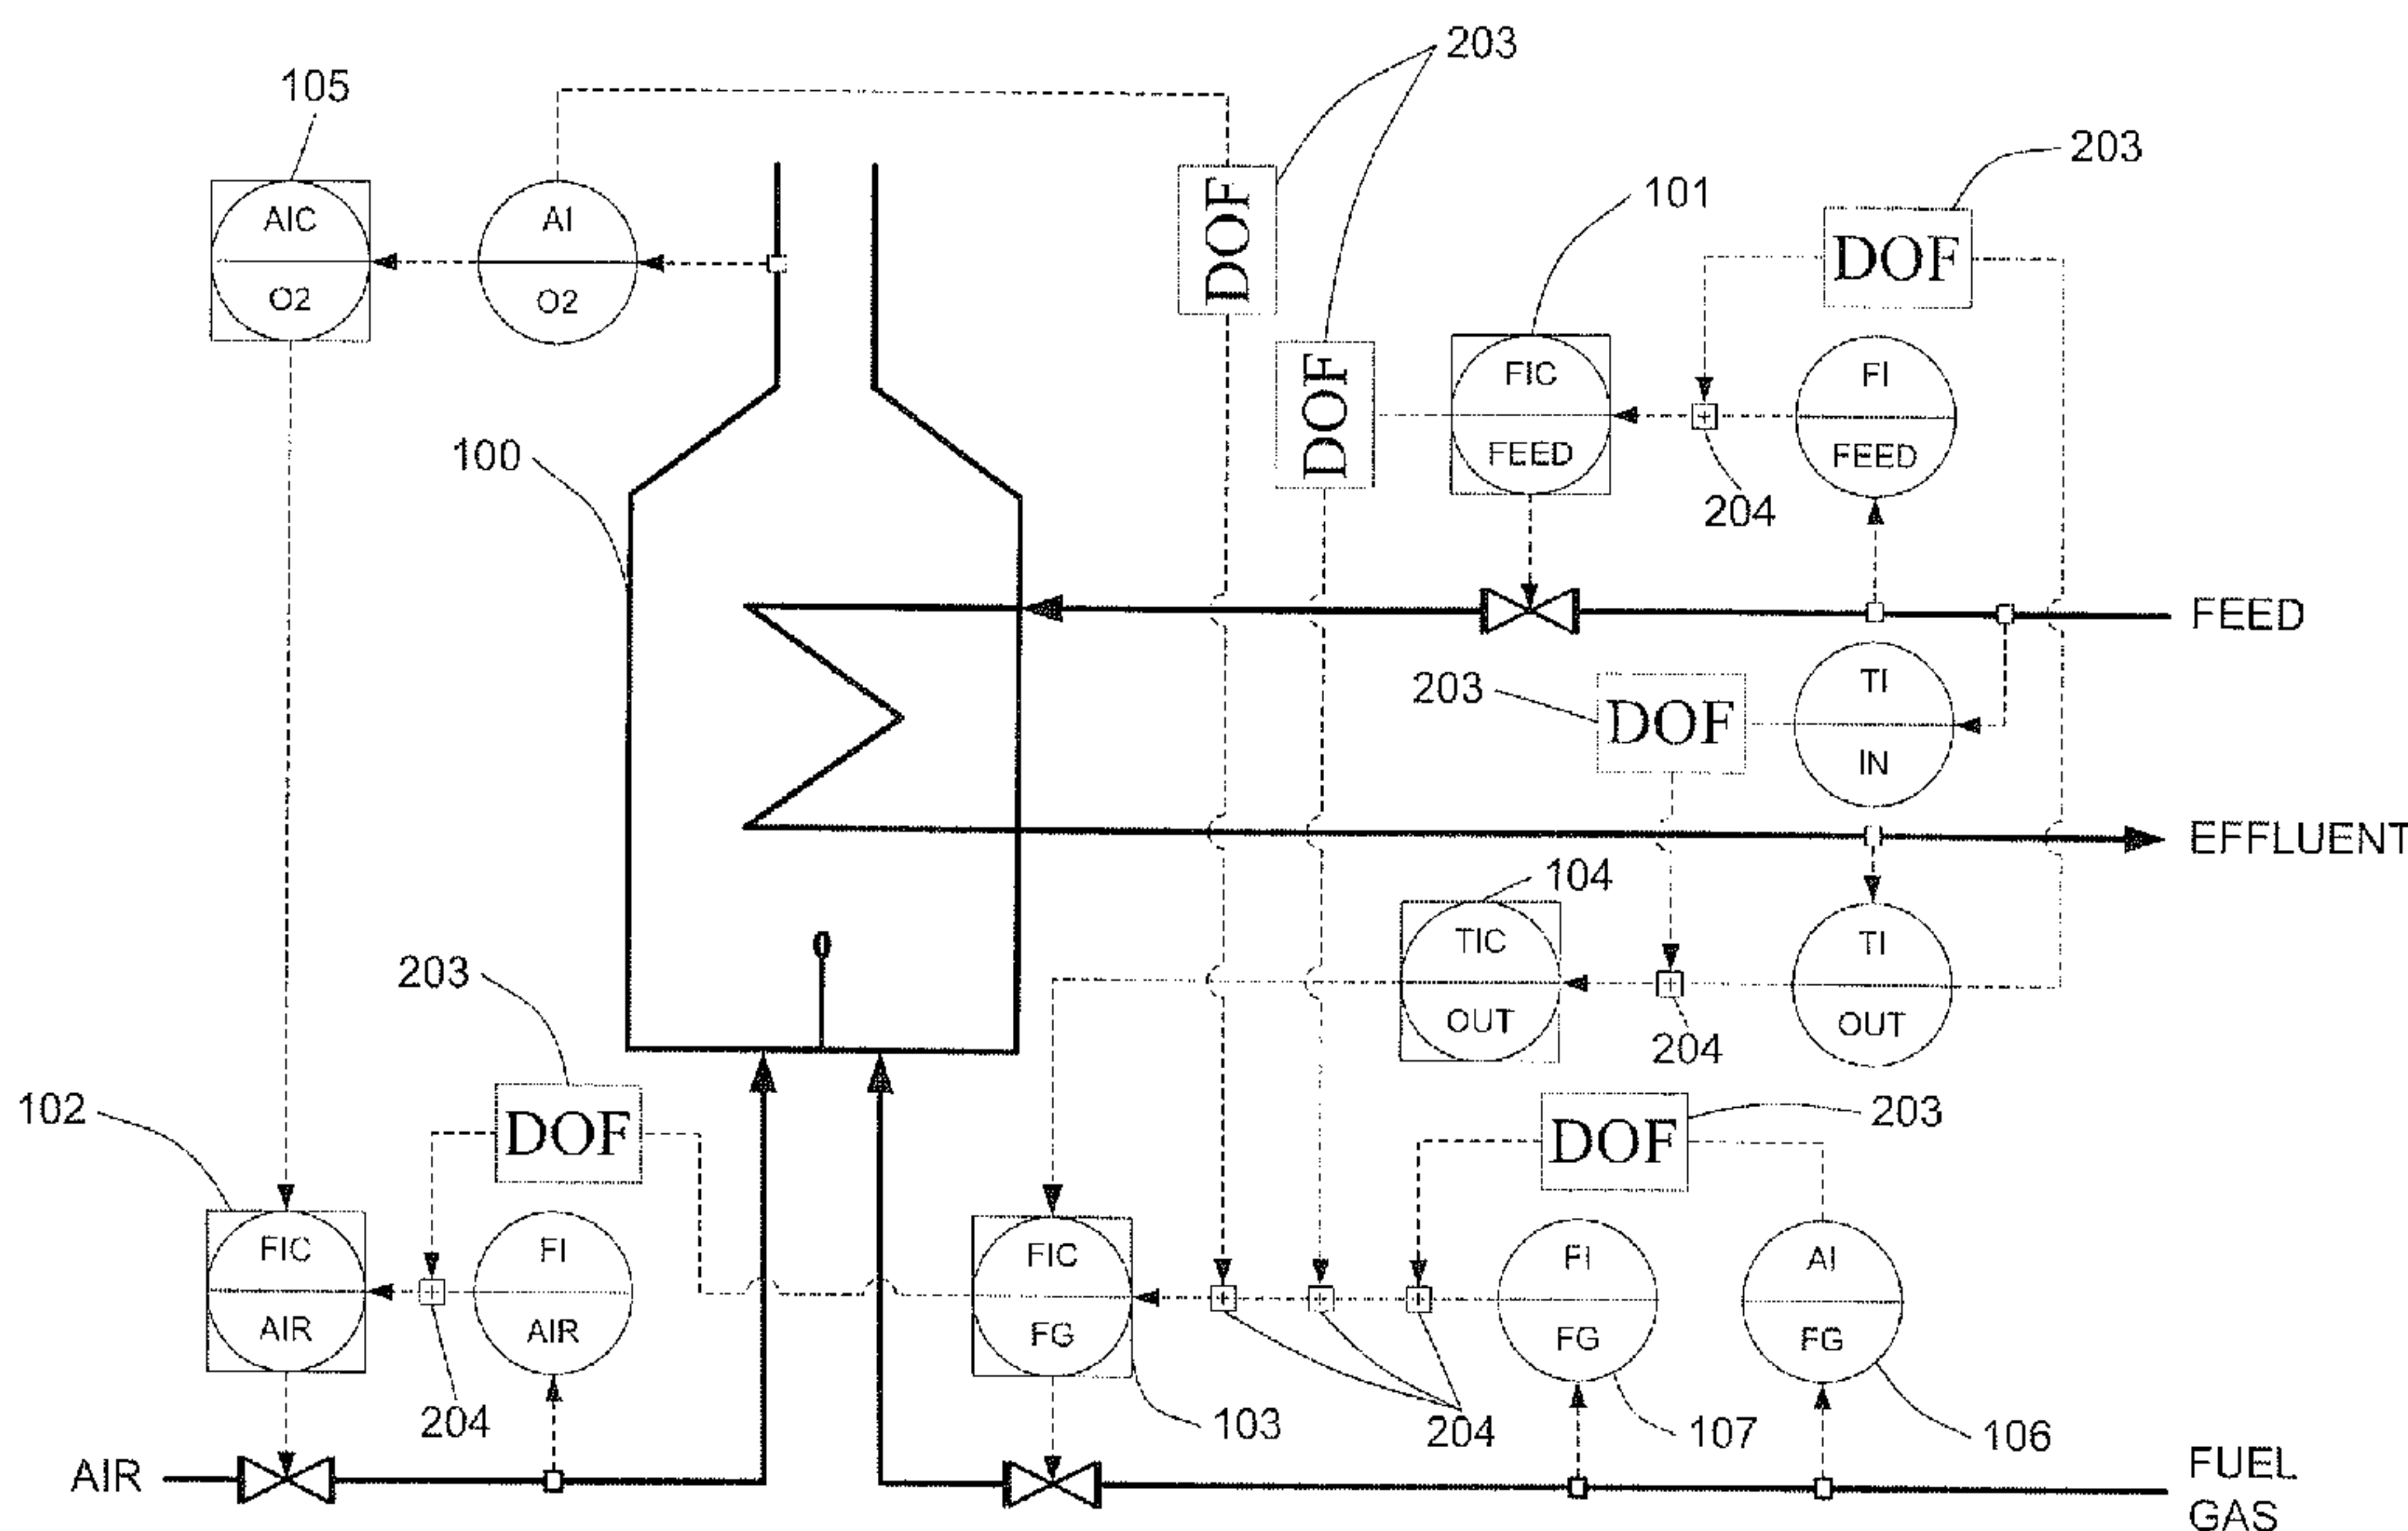 203
105
203
101
AIC
O2
AI
O2
DOF
DOF
DOF
FIC
FEED
FI
FEED
100
204
FEED
203
DOF
TI
IN
EFFLUENT
104
TIC
OUT
TI
OUT
203
204
102
DOF
DOF
203
FIC
AIR
FI
AIR
FIC
FG
FI
FG
AI
FG
204
103
204
107
106
AIR
FUEL
GAS